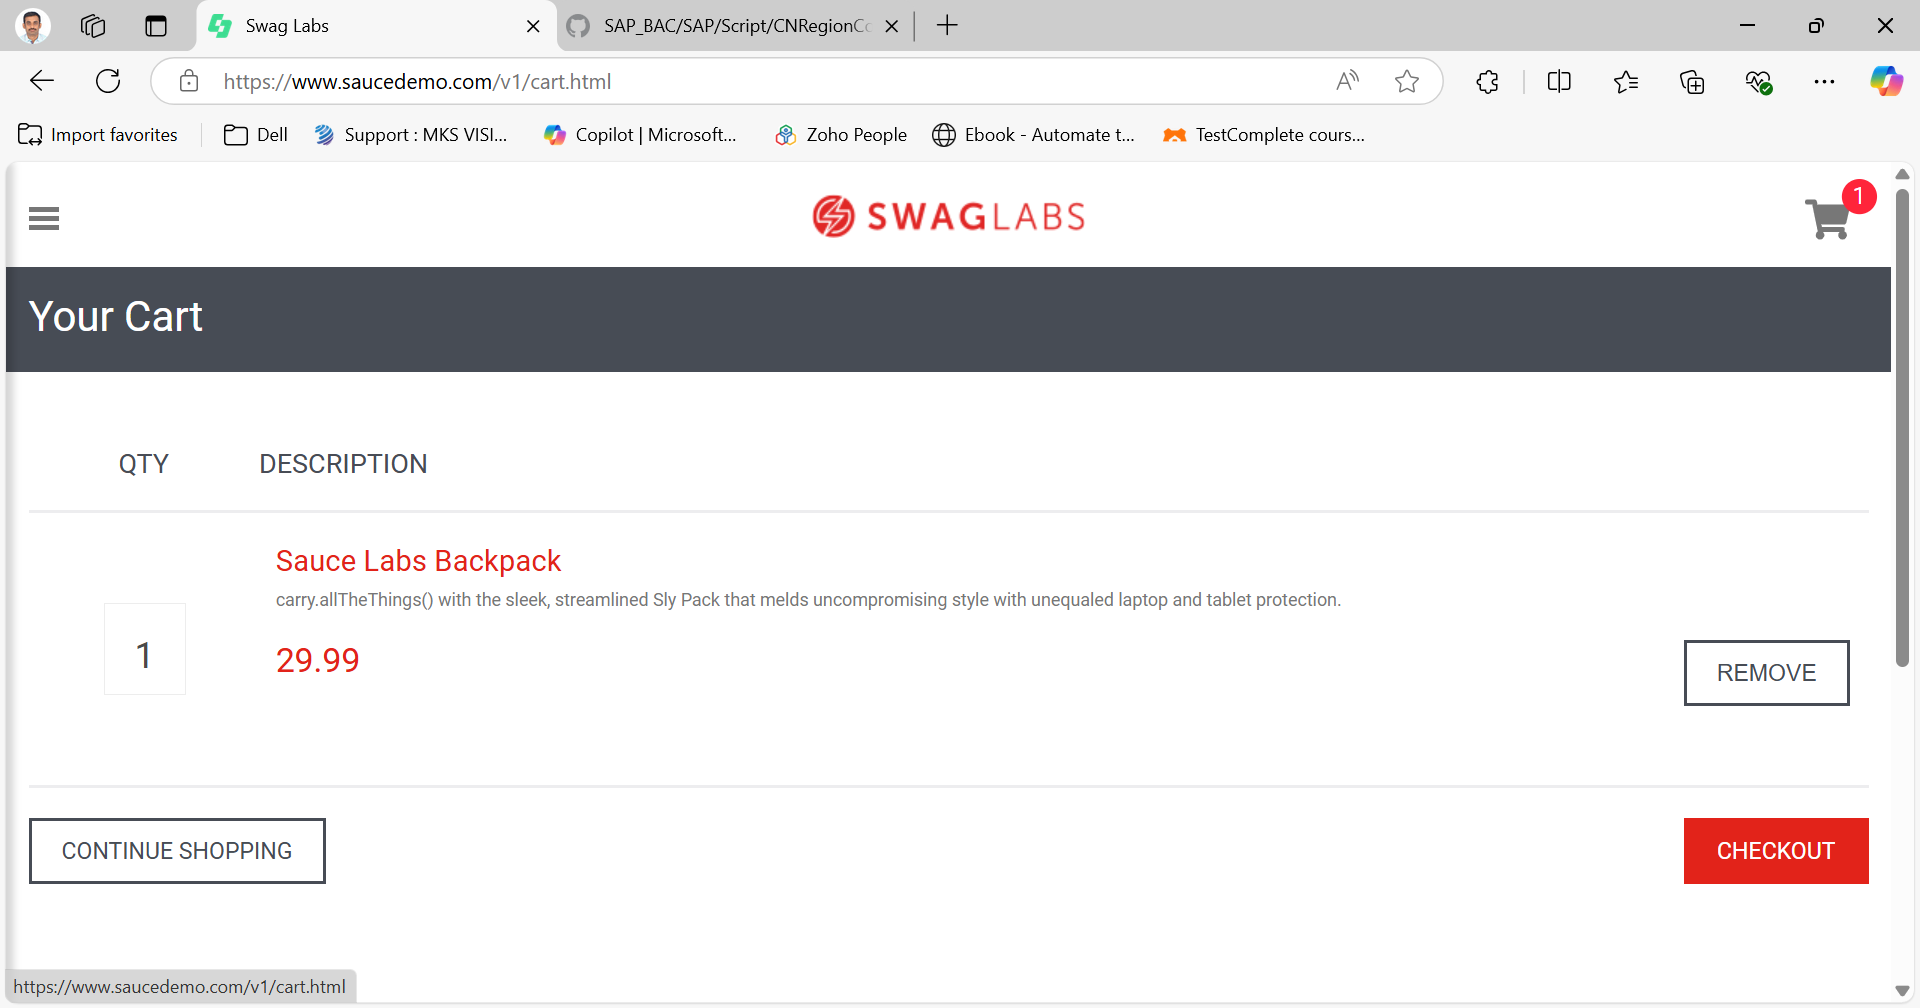 Swag Labs
SAP_BAC/SAP/Script/CNRegionCo
https://www.saucedemo.com/v1/cart.html
Import favorites
Dell
Support : MKS VISI...
Copilot | Microsoft...
Zoho People
Ebook - Automate t...
TestComplete cours...
SWAGLABS
1
Your Cart
QTY DESCRIPTION
Sauce Labs Backpack
carry.allTheThings() with the sleek, streamlined Sly Pack that melds uncompromising style with unequaled laptop and tablet protection.
1
29.99
REMOVE
CONTINUE SHOPPING
CHECKOUT
https://www.saucedemo.com/v1/cart.html